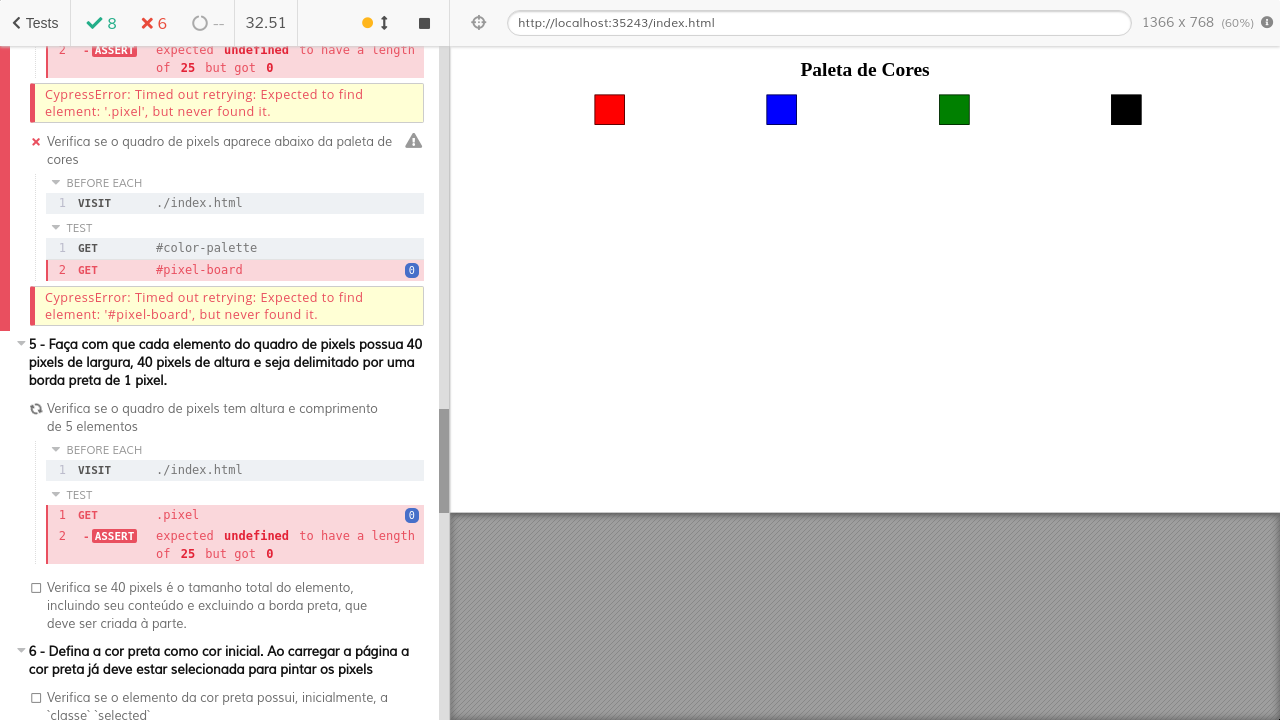 Tests 8 6 -- 32.51
2 - ASSERT expected undefined to have a length
of 25 but got 0
CypressError: Timed out retrying: Expected to find
element: '.pixel', but never found it.
Verifica se o quadro de pixels aparece abaixo da paleta de
cores
BEFORE EACH
1 VISIT ./index.html
TEST
1 GET #color-palette
2 GET #pixel-board 0
CypressError: Timed out retrying: Expected to find
element: '#pixel-board', but never found it.
5 - Faça com que cada elemento do quadro de pixels possua 40
pixels de largura, 40 pixels de altura e seja delimitado por uma
borda preta de 1 pixel.
Verifica se o quadro de pixels tem altura e comprimento
de 5 elementos
BEFORE EACH
1 VISIT ./index.html
TEST
1 GET .pixel 0
2 - ASSERT expected undefined to have a length
of 25 but got 0
Verifica se 40 pixels é o tamanho total do elemento,
incluindo seu conteúdo e excluindo a borda preta, que
deve ser criada à parte.
6 - Defina a cor preta como cor inicial. Ao carregar a página a
cor preta já deve estar selecionada para pintar os pixels
Verifica se o elemento da cor preta possui, inicialmente, a
`classe` `selected`
http://localhost:35243/index.html 1366 x 768 (60%)
Paleta de Cores